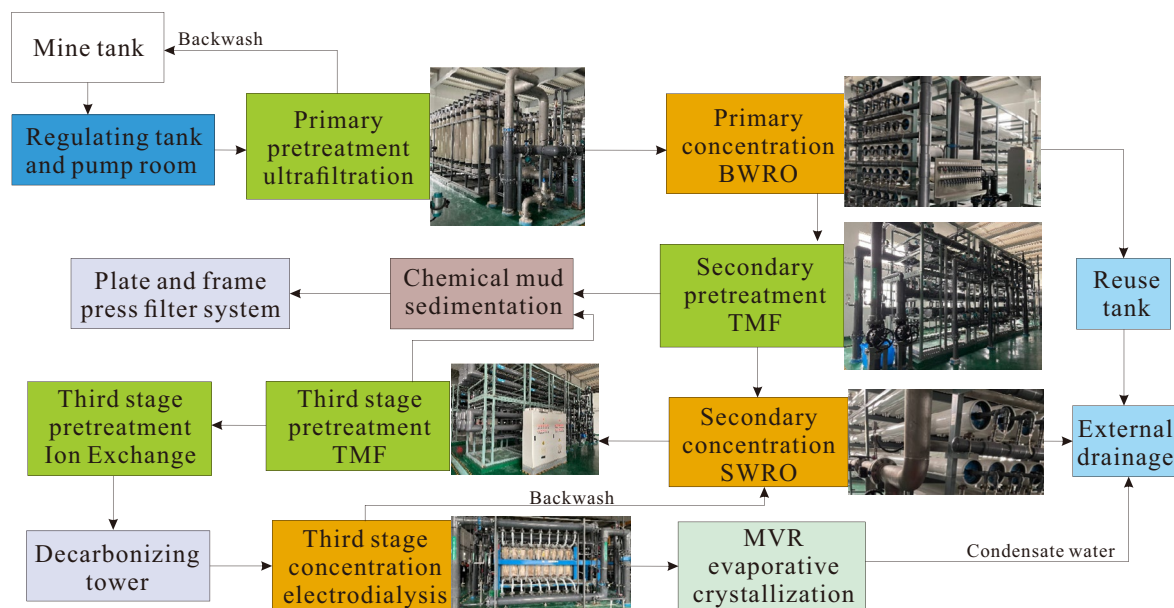 Mine tank
Backwash
Regulating tank
and pump room
Primary
pretreatment
ultrafiltration
Primary
concentration
BWRO
Plate and frame
press filter system
Chemical mud
sedimentation
Secondary
pretreatment
TMF
Reuse
tank
Third stage
pretreatment
Ion Exchange
Third stage
pretreatment
TMF
Secondary
concentration
SWRO
External
drainage
Backwash
Decarbonizing
tower
Third stage
concentration
electrodialysis
MVR
evaporative
crystallization
Condensate water